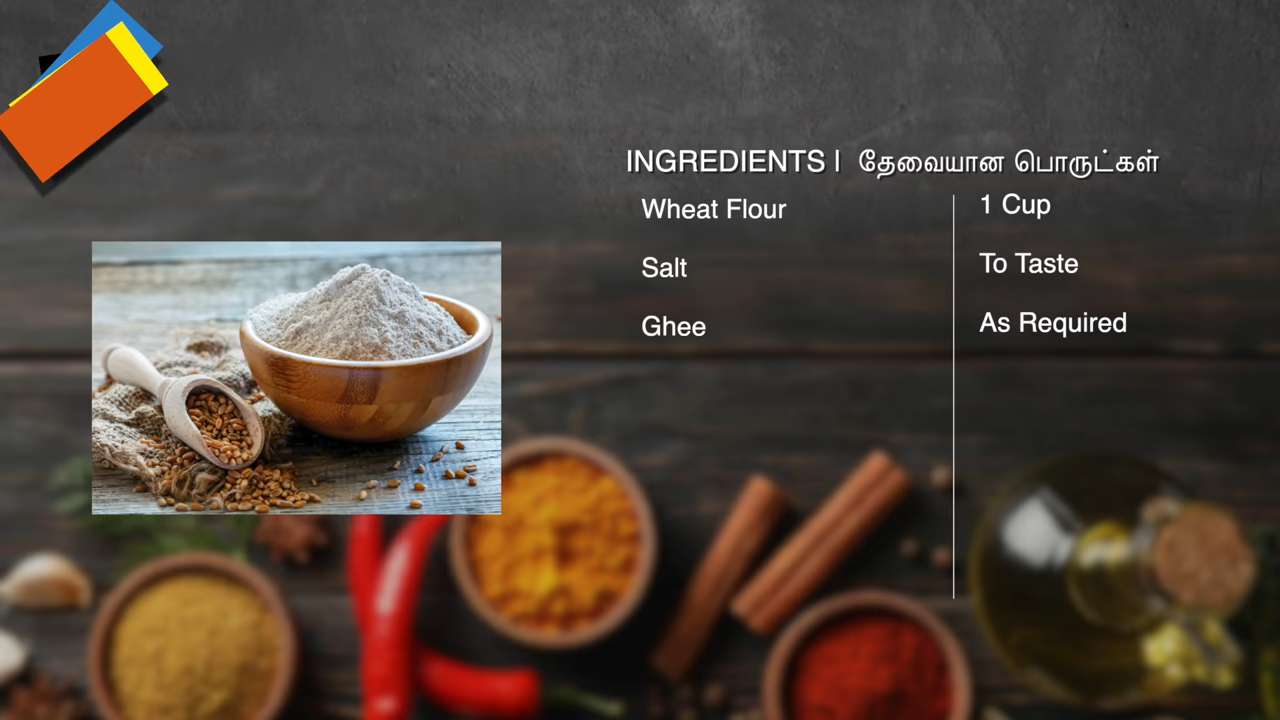 INGREDIENTS | தேவையான பொருட்கள்
Wheat Flour 1 Cup
Salt To Taste
Ghee As Required